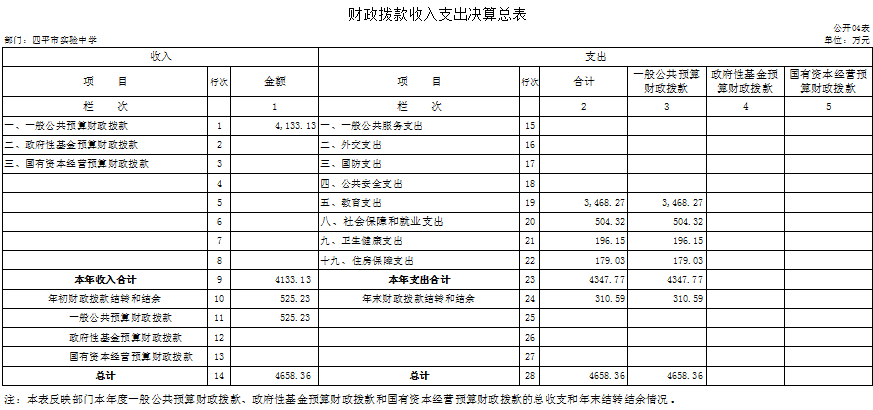 财政拨款收入支出决算总表
公开04表
部门：四平市实验中学 单位：万元
收入 支出
项 目 行次 金额 项 目 行次 合计 一般公共预算财政拨款 政府性基金预算财政拨款 国有资本经营预算财政拨款
栏 次 1 栏 次 2 3 4 5
一、一般公共预算财政拨款 1 4,133.13 一、一般公共服务支出 15
二、政府性基金预算财政拨款 2 二、外交支出 16
三、国有资本经营预算财政拨款 3 三、国防支出 17
4 四、公共安全支出 18
5 五、教育支出 19 3,468.27 3,468.27
6 八、社会保障和就业支出 20 504.32 504.32
7 九、卫生健康支出 21 196.15 196.15
8 十九、住房保障支出 22 179.03 179.03
本年收入合计 9 4133.13 本年支出合计 23 4347.77 4347.77
年初财政拨款结转和结余 10 525.23 年末财政拨款结转和结余 24 310.59 310.59
一般公共预算财政拨款 11 525.23 25
政府性基金预算财政拨款 12 26
国有资本经营预算财政拨款 13 27
总计 14 4658.36 总计 28 4658.36 4658.36
注：本表反映部门本年度一般公共预算财政拨款、政府性基金预算财政拨款和国有资本经营预算财政拨款的总收支和年末结转结余情况。